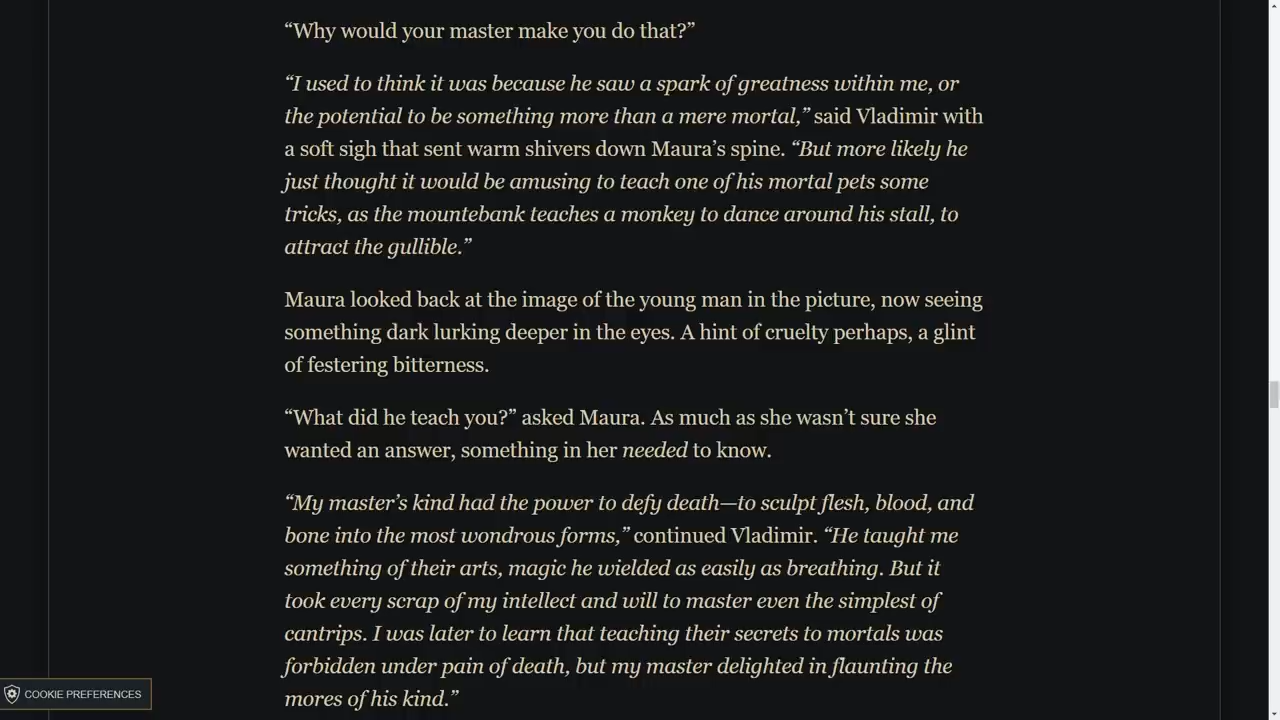 “Why would your master make you do that?”
“I used to think it was because he saw a spark of greatness within me, or
the potential to be something more than a mere mortal,” said Vladimir with
a soft sigh that sent warm shivers down Maura’s spine. “But more likely he
just thought it would be amusing to teach one of his mortal pets some
tricks, as the mountebank teaches a monkey to dance around his stall, to
attract the gullible.”
Maura looked back at the image of the young man in the picture, now seeing
something dark lurking deeper in the eyes. A hint of cruelty perhaps, a glint
of festering bitterness.
“What did he teach you?” asked Maura. As much as she wasn’t sure she
wanted an answer, something in her needed to know.
“My master’s kind had the power to defy death—to sculpt flesh, blood, and
bone into the most wondrous forms,” continued Vladimir. “He taught me
something of their arts, magic he wielded as easily as breathing. But it
took every scrap of my intellect and will to master even the simplest of
cantrips. I was later to learn that teaching their secrets to mortals was
forbidden under pain of death, but my master delighted in flaunting the
mores of his kind.”
COOKIE PREFERENCES